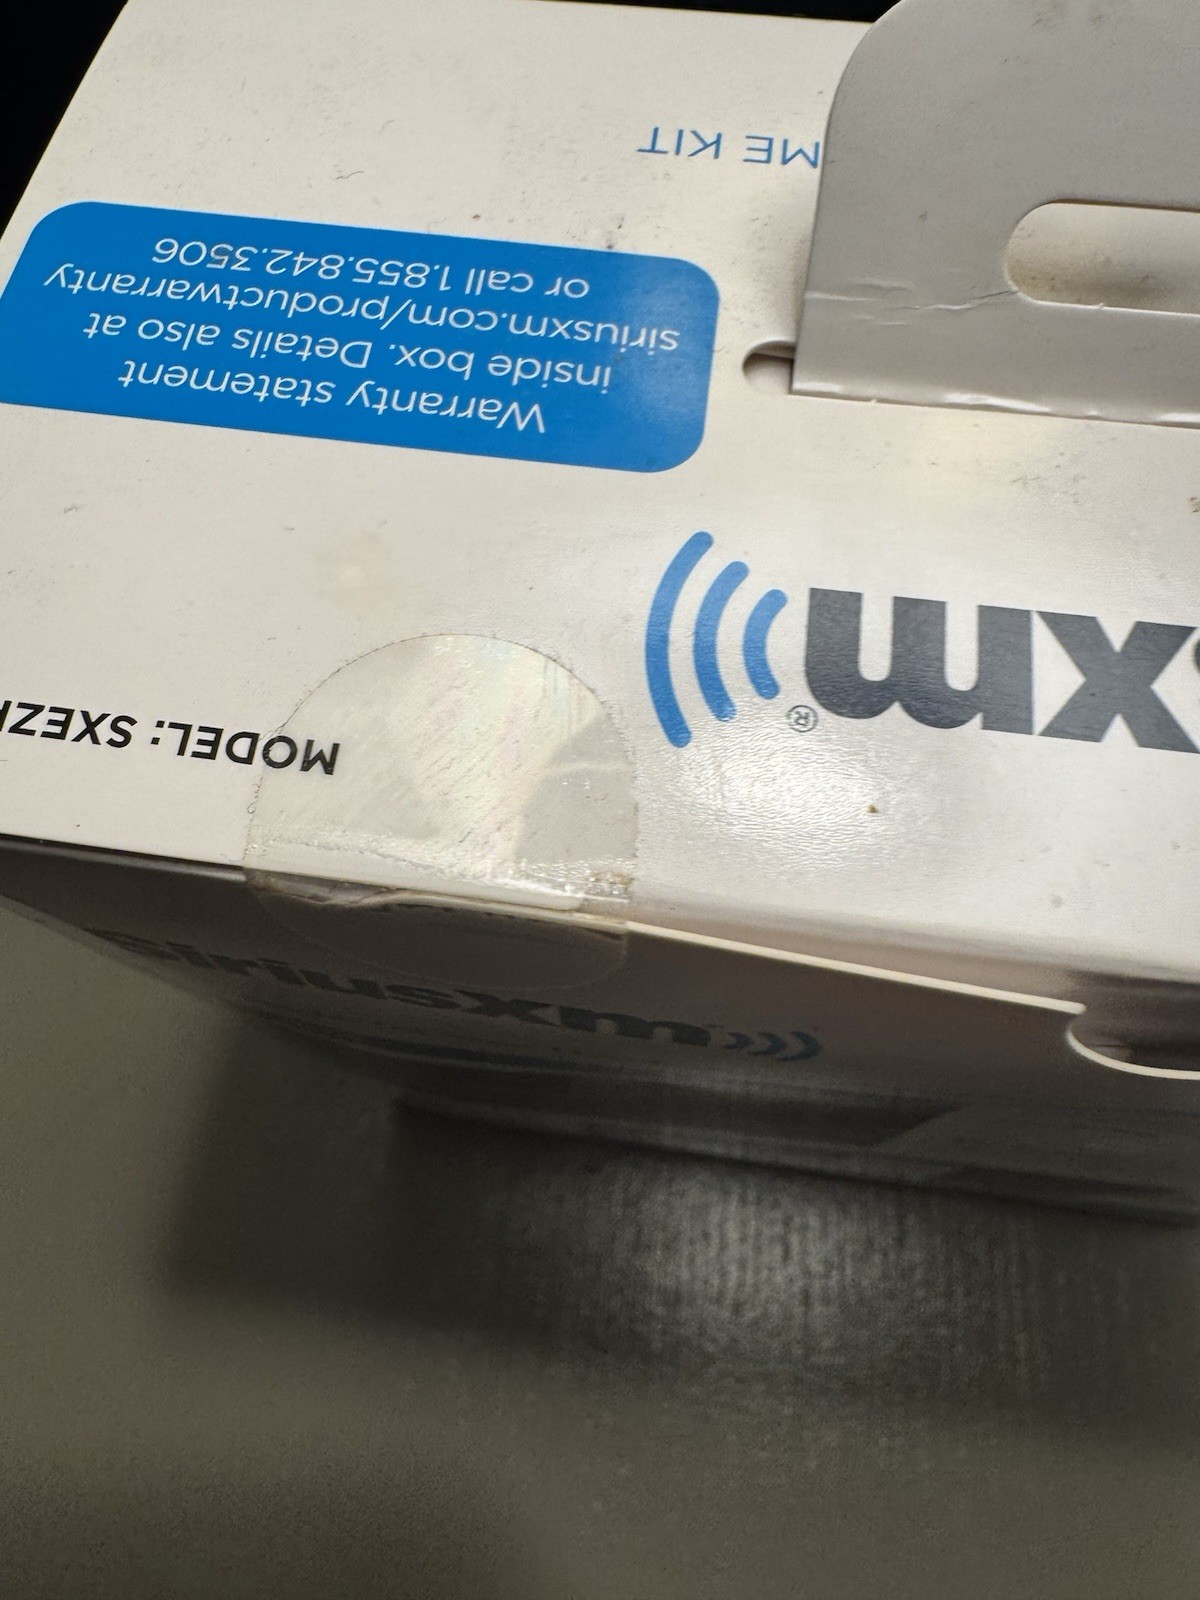 siriusxm
MODEL: SXEZ
xm®
Warranty statement
inside box. Details also at
siriusxm.com/productwarranty
or call 1.855.842.3506
ME KIT